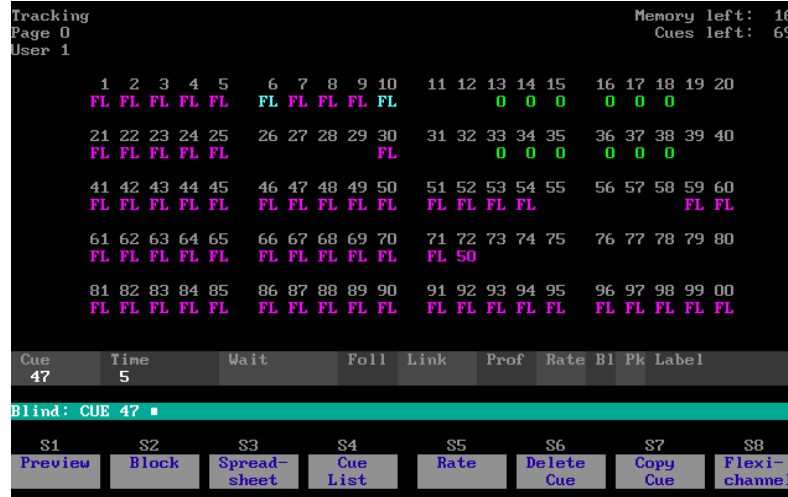 Tracking Memory left: 16
Page 0 Cues left: 69
User 1
1 2 3 4 5 6 7 8 9 10 11 12 13 14 15 16 17 18 19 20
FL FL FL FL FL FL FL FL FL FL 0 0 0 0 0 0
21 22 23 24 25 26 27 28 29 30 31 32 33 34 35 36 37 38 39 40
FL FL FL FL FL FL 0 0 0 0 0 0
41 42 43 44 45 46 47 48 49 50 51 52 53 54 55 56 57 58 59 60
FL FL FL FL FL FL FL FL FL FL FL FL FL FL FL FL
61 62 63 64 65 66 67 68 69 70 71 72 73 74 75 76 77 78 79 80
FL FL FL FL FL FL FL FL FL FL FL 50
81 82 83 84 85 86 87 88 89 90 91 92 93 94 95 96 97 98 99 00
FL FL FL FL FL FL FL FL FL FL FL FL FL FL FL FL FL FL FL FL
Cue Time Wait Foll Link Prof Rate Bl Pk Label
47 5
Blind: CUE 47
S1 S2 S3 S4 S5 S6 S7 S8
Preview Block Spread- Cue Rate Delete Copy Flexi-
sheet List Cue Cue channel